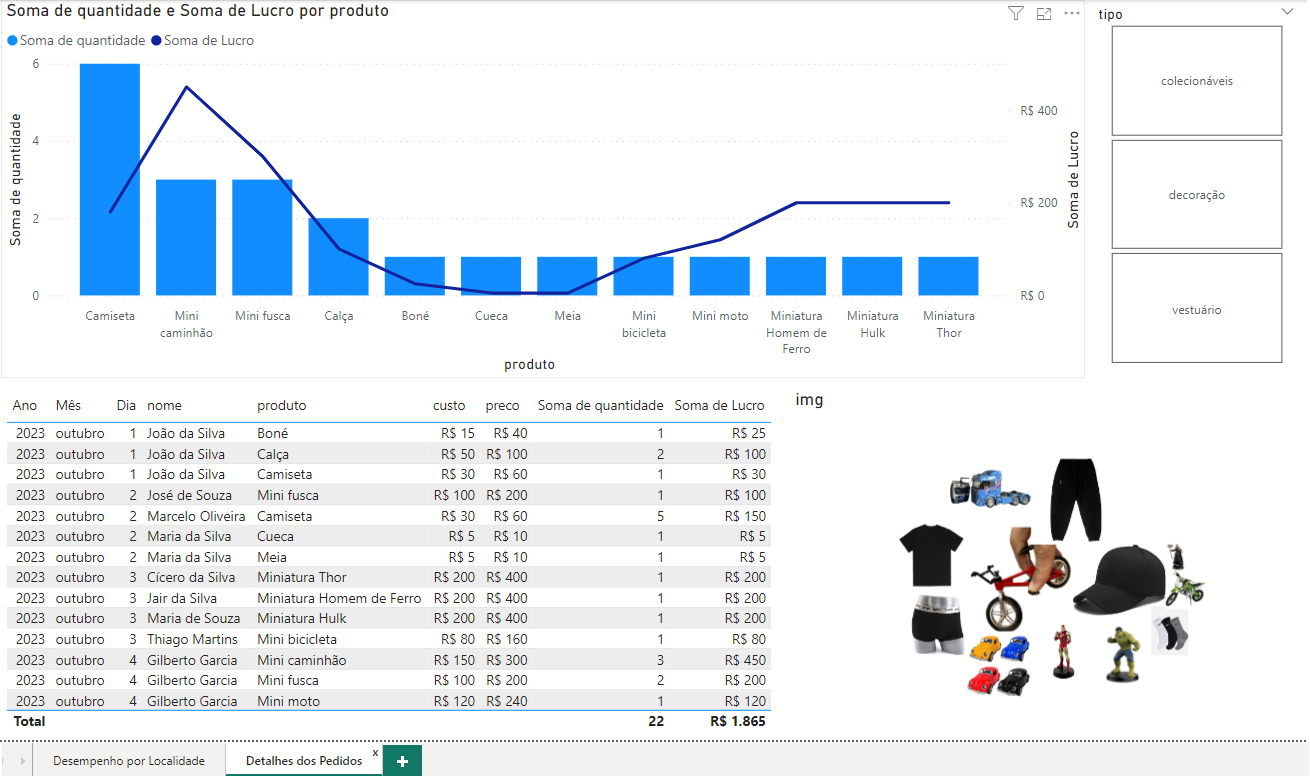 Soma de quantidade e Soma de Lucro por produto
Soma de quantidade Soma de Lucro
6
4
2
0
Soma de quantidade
R$ 400
R$ 200
R$ 0
Soma de Lucro
Camiseta
Mini caminhão
Mini fusca
Calça
Boné
Cueca
Meia
Mini bicicleta
Mini moto
Miniatura Homem de Ferro
Miniatura Hulk
Miniatura Thor
produto
tipo
colecionáveis
decoração
vestuário
Ano Mês Dia nome produto custo preco Soma de quantidade Soma de Lucro
2023 outubro 1 João da Silva Boné R$ 15 R$ 40 1 R$ 25
2023 outubro 1 João da Silva Calça R$ 50 R$ 100 2 R$ 100
2023 outubro 1 João da Silva Camiseta R$ 30 R$ 60 1 R$ 30
2023 outubro 2 José de Souza Mini fusca R$ 100 R$ 200 1 R$ 100
2023 outubro 2 Marcelo Oliveira Camiseta R$ 30 R$ 60 5 R$ 150
2023 outubro 2 Maria da Silva Cueca R$ 5 R$ 10 1 R$ 5
2023 outubro 2 Maria da Silva Meia R$ 5 R$ 10 1 R$ 5
2023 outubro 3 Cícero da Silva Miniatura Thor R$ 200 R$ 400 1 R$ 200
2023 outubro 3 Jair da Silva Miniatura Homem de Ferro R$ 200 R$ 400 1 R$ 200
2023 outubro 3 Maria de Souza Miniatura Hulk R$ 200 R$ 400 1 R$ 200
2023 outubro 3 Thiago Martins Mini bicicleta R$ 80 R$ 160 1 R$ 80
2023 outubro 4 Gilberto Garcia Mini caminhão R$ 150 R$ 300 3 R$ 450
2023 outubro 4 Gilberto Garcia Mini fusca R$ 100 R$ 200 2 R$ 200
2023 outubro 4 Gilberto Garcia Mini moto R$ 120 R$ 240 1 R$ 120
Total 22 R$ 1.865
img
Desempenho por Localidade
Detalhes dos Pedidos x
+